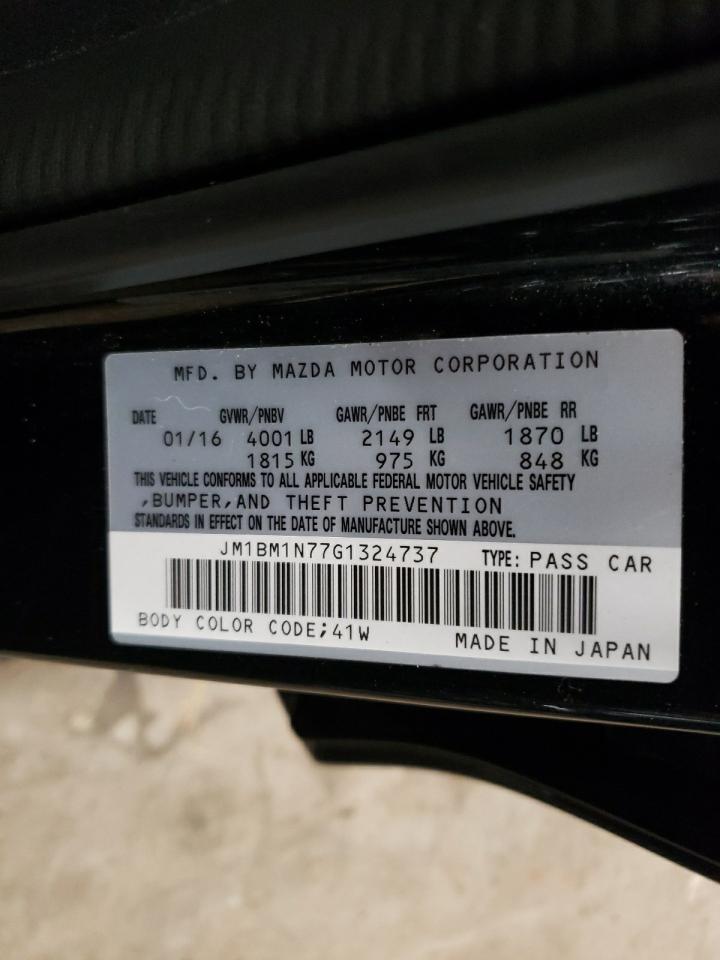 MFD. BY MAZDA MOTOR CORPORATION
DATE GVWR/PNBV GAWR/PNBE FRT GAWR/PNBE RR
01/16 4001 LB 2149 LB 1870 LB
1815 KG 975 KG 848 KG
THIS VEHICLE CONFORMS TO ALL APPLICABLE FEDERAL MOTOR VEHICLE SAFETY
,BUMPER,AND THEFT PREVENTION
STANDARDS IN EFFECT ON THE DATE OF MANUFACTURE SHOWN ABOVE.
JM1BM1N77G1324737 TYPE: PASS CAR
BODY COLOR CODE;41W MADE IN JAPAN